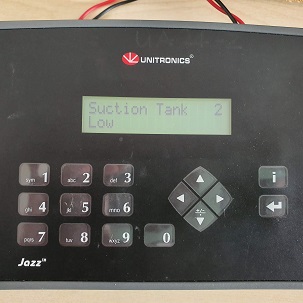 UNITRONICS®
Suction Tank 2
Low
sym 1 abc 2 def 3
ghi 4 jkl 5 mno 6
pqrs 7 tuv 8 wxyz 9 0
i
Jazz™